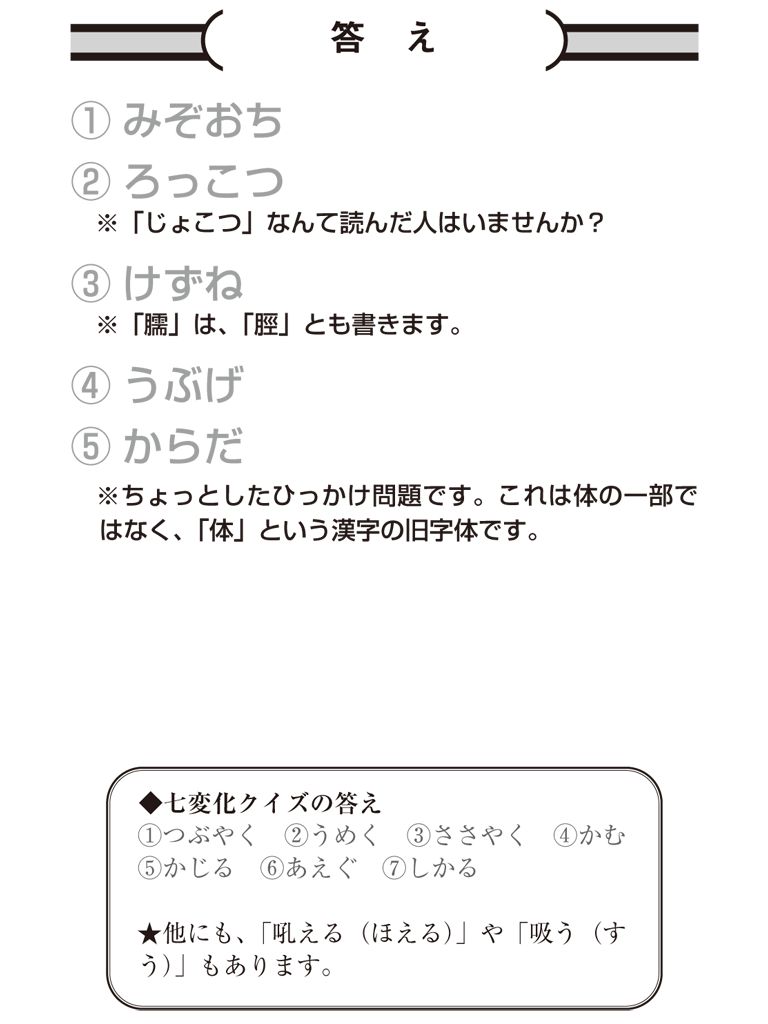 答 え
① みぞおち
② ろっこつ
※「じょこつ」なんて読んだ人はいませんか？
③ けずね
※「臑」は、「脛」とも書きます。
④ うぶげ
⑤ からだ
※ちょっとしたひっかけ問題です。これは体の一部で
はなく、「体」という漢字の旧字体です。
◆七変化クイズの答え
①つぶやく ②うめく ③ささやく ④かむ
⑤かじる ⑥あえぐ ⑦しかる
★他にも、「吼える（ほえる）」や「吸う（す
う）」もあります。